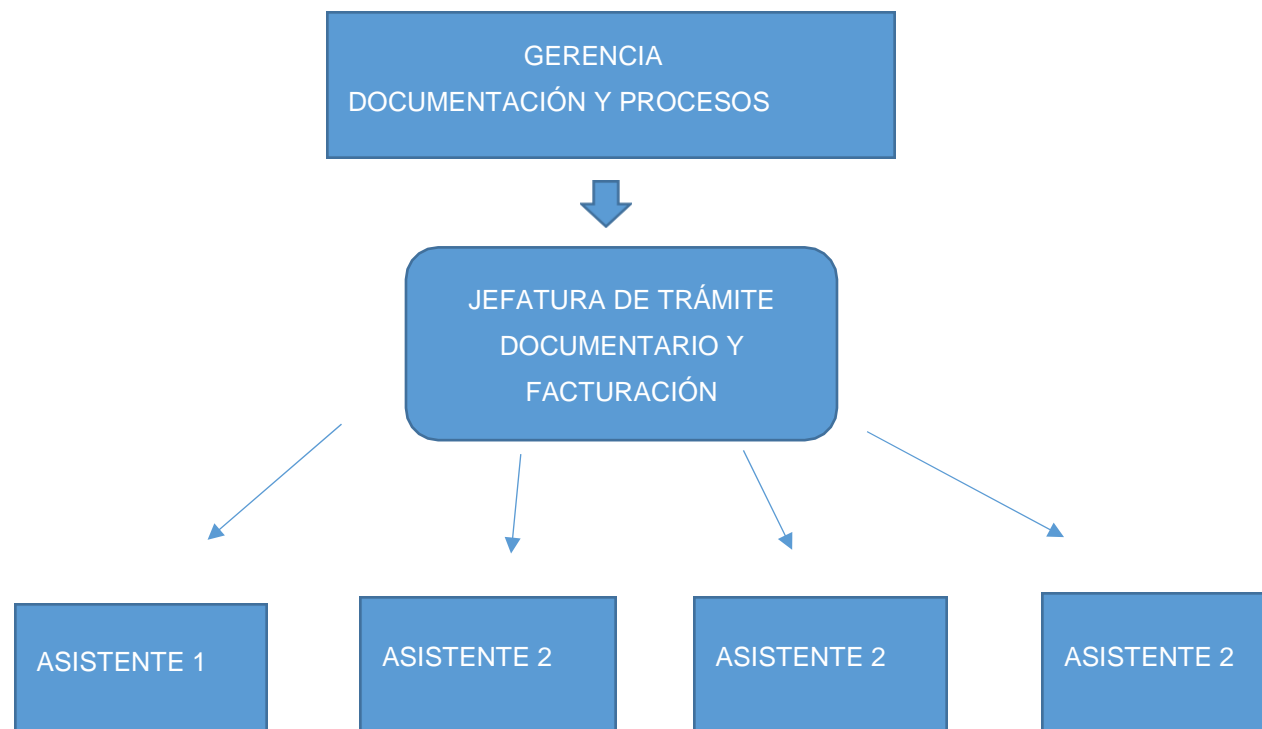 GERENCIA
DOCUMENTACIÓN Y PROCESOS
JEFATURA DE TRÁMITE
DOCUMENTARIO Y
FACTURACIÓN
ASISTENTE 1
ASISTENTE 2
ASISTENTE 2
ASISTENTE 2